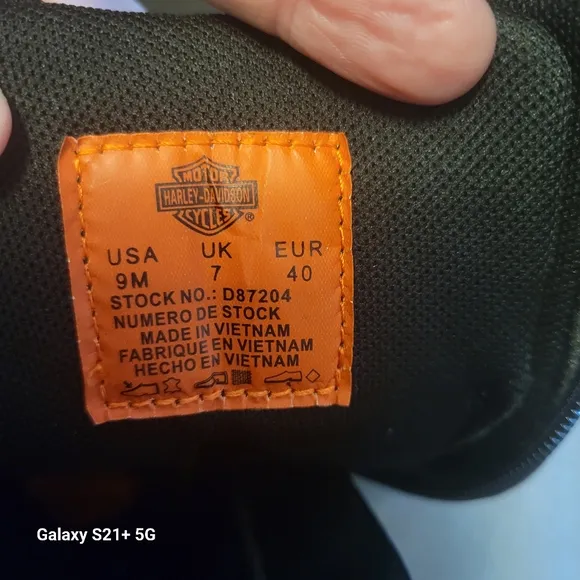 MOTOR
HARLEY-DAVIDSON
CYCLES ®
USA UK EUR
9M 7 40
STOCK NO.: D87204
NUMERO DE STOCK
MADE IN VIETNAM
FABRIQUE EN VIETNAM
HECHO EN VIETNAM
Galaxy S21+ 5G